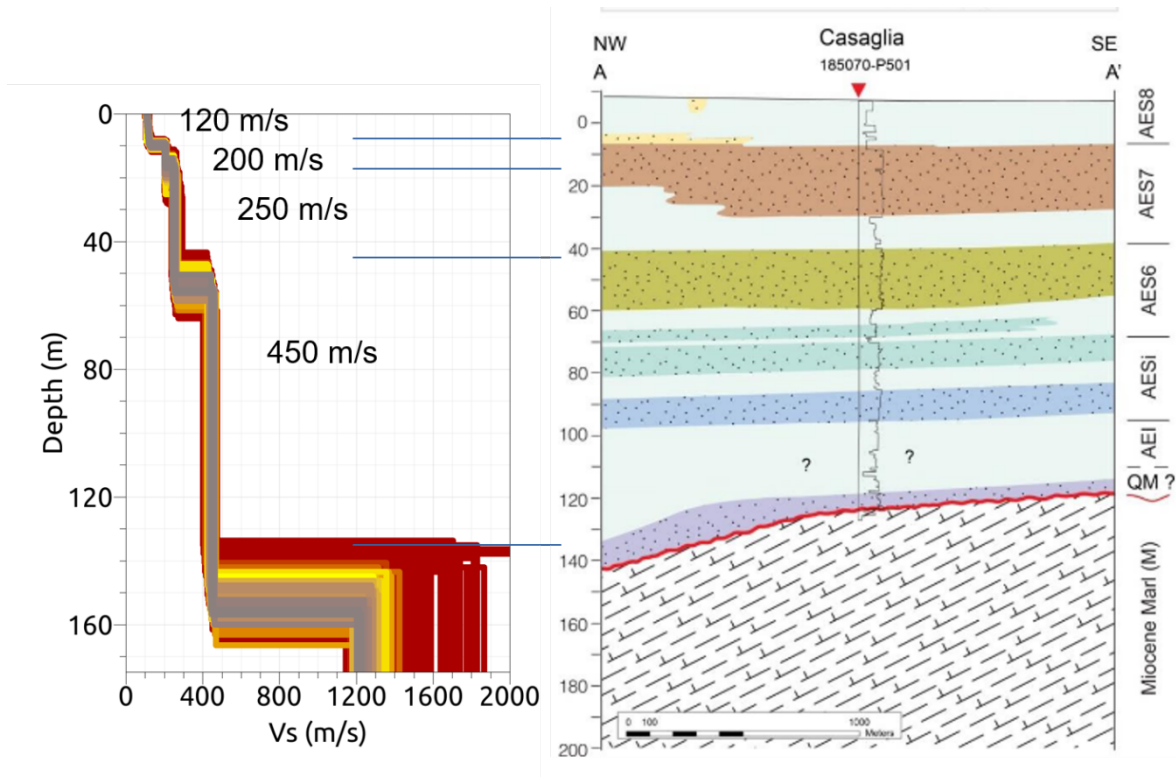 0
40
80
120
160
Depth (m)
0 400 800 1200 1600 2000
Vs (m/s)
120 m/s
200 m/s
250 m/s
450 m/s
NW
A
Casaglia
185070-P501
SE
A'
0
20
40
60
80
100
120
140
160
180
200
? ?
0 100 1000
Meters
AES8
AES7
AES6
AESi
AEI
QM ?
Miocene Marl (M)